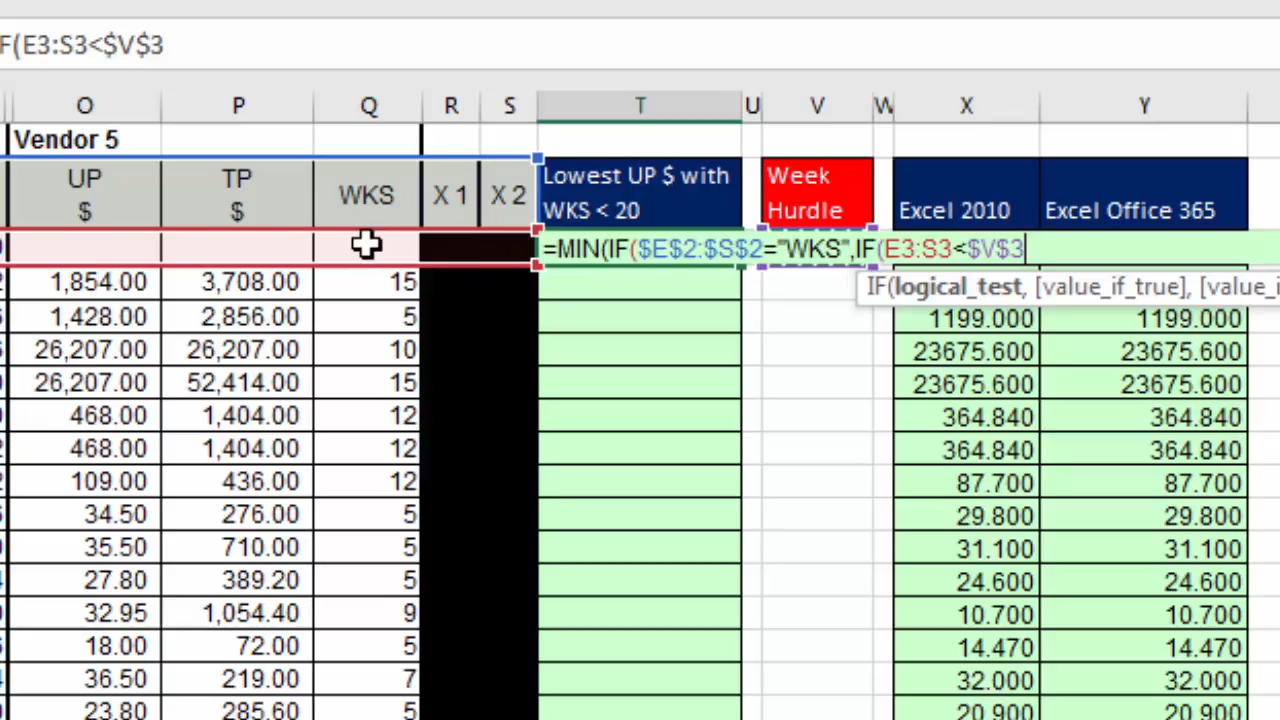 F(E3:S3<$V$3
O P Q R S T U V W X Y
Vendor 5
UP $ TP $ WKS X 1 X 2 Lowest UP $ with WKS < 20 Week Hurdle Excel 2010 Excel Office 365
=MIN(IF($E$2:$S$2="WKS",IF(E3:S3<$V$3
1,854.00 3,708.00 15 IF(logical_test, [value_if_true], [value_i
1,428.00 2,856.00 5 1199.000 1199.000
26,207.00 26,207.00 10 23675.600 23675.600
26,207.00 52,414.00 15 23675.600 23675.600
468.00 1,404.00 12 364.840 364.840
468.00 1,404.00 12 364.840 364.840
109.00 436.00 12 87.700 87.700
34.50 276.00 5 29.800 29.800
35.50 710.00 5 31.100 31.100
27.80 389.20 5 24.600 24.600
32.95 1,054.40 9 10.700 10.700
18.00 72.00 5 14.470 14.470
36.50 219.00 7 32.000 32.000
23.80 285.60 5 20.900 20.900